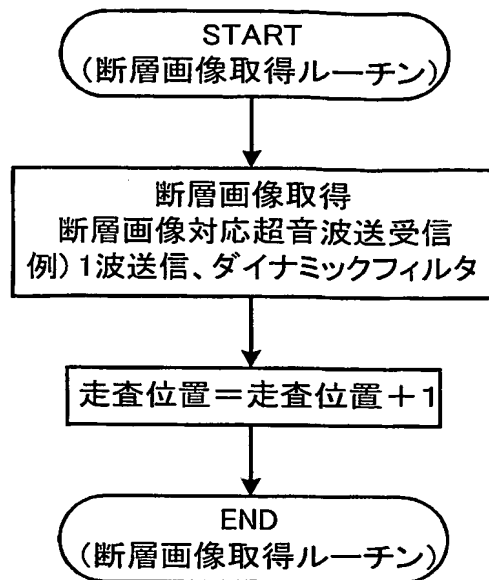 START
(断層画像取得ルーチン)
断層画像取得
断層画像対応超音波送受信
例)1波送信、ダイナミックフィルタ
走査位置=走査位置+1
END
(断層画像取得ルーチン)